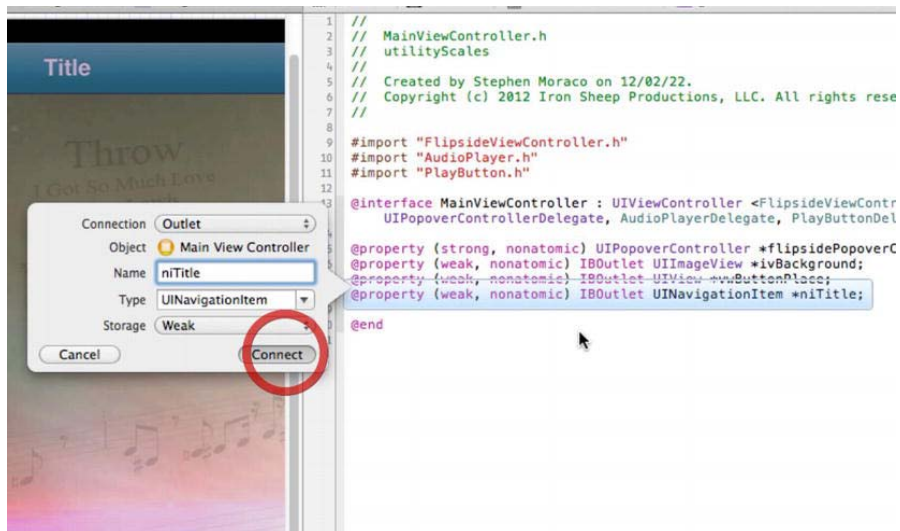 Title
Throw
I Got So Much Love
Connection Outlet
Object Main View Controller
Name niTitle
Type UINavigationItem
Storage Weak
Cancel Connect
1 //
2 // MainViewController.h
3 // utilityScales
4 //
5 // Created by Stephen Moraco on 12/02/22.
6 // Copyright (c) 2012 Iron Sheep Productions, LLC. All rights rese
7 //
8
9 #import "FlipsideViewController.h"
10 #import "AudioPlayer.h"
11 #import "PlayButton.h"
12
13 @interface MainViewController : UIViewController <FlipsideViewContr
UIPopoverControllerDelegate, AudioPlayerDelegate, PlayButtonDel
@property (strong, nonatomic) UIPopoverController *flipsidePopoverC
@property (weak, nonatomic) IBOutlet UIImageView *ivBackground;
@property (weak, nonatomic) IBOutlet UIView *vwButtonPlace;
@property (weak, nonatomic) IBOutlet UINavigationItem *niTitle;
@end